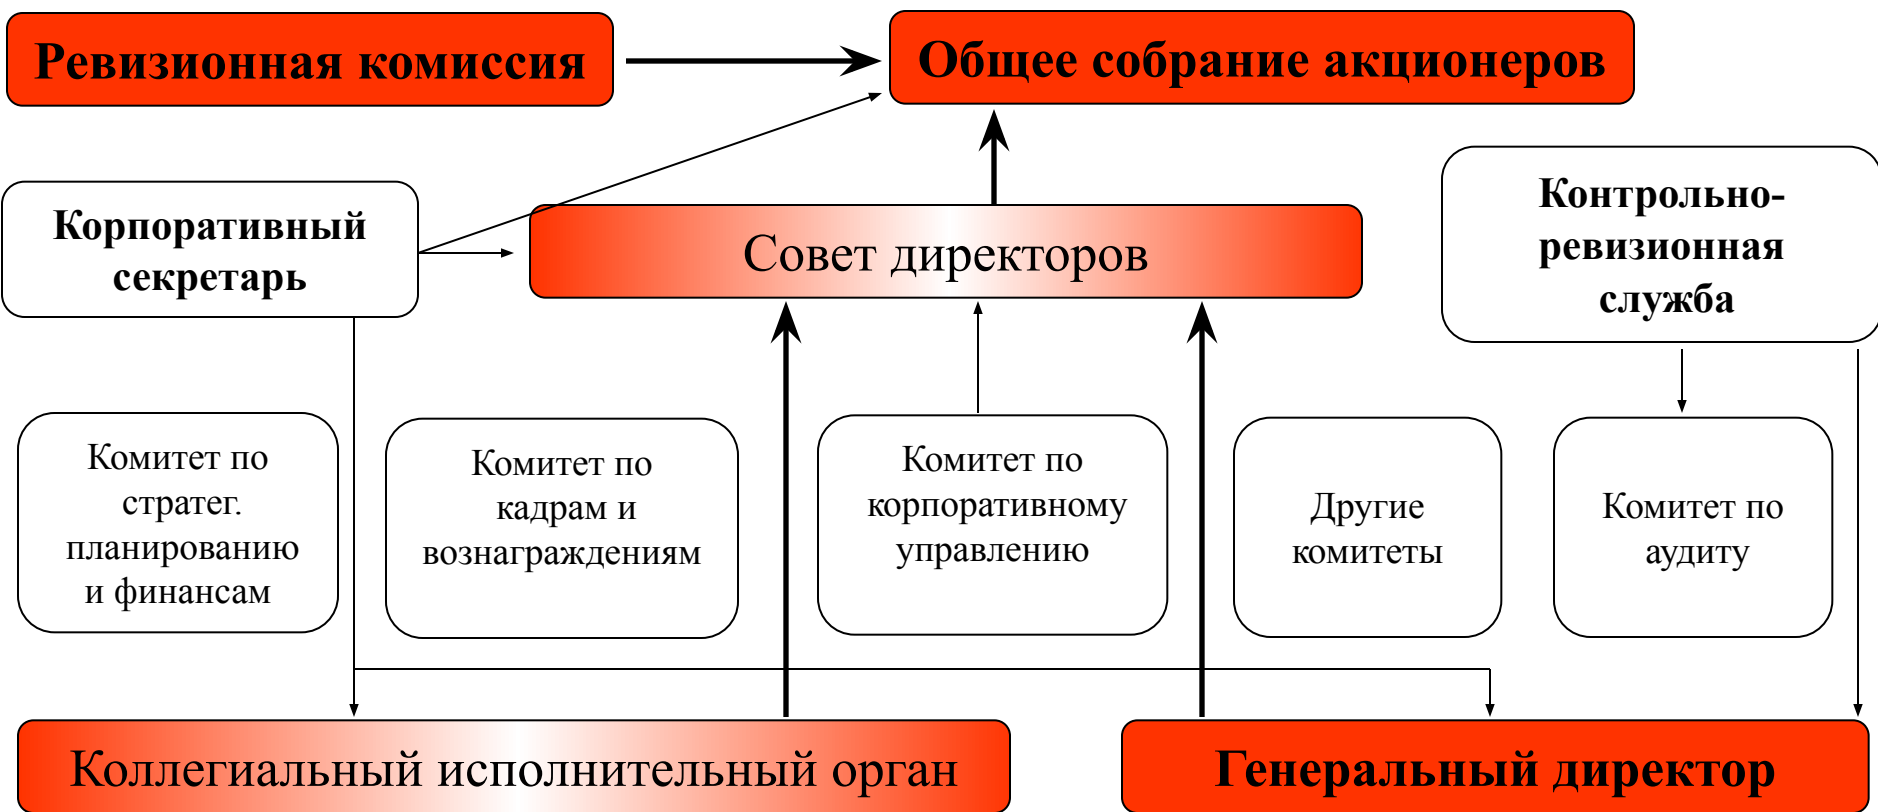 Ревизионная комиссия
Общее собрание акционеров
Корпоративный
секретарь
Совет директоров
Контрольно-
ревизионная
служба
Комитет по
стратег.
планированию
и финансам
Комитет по
кадрам и
вознаграждениям
Комитет по
корпоративному
управлению
Другие
комитеты
Комитет по
аудиту
Коллегиальный исполнительный орган
Генеральный директор